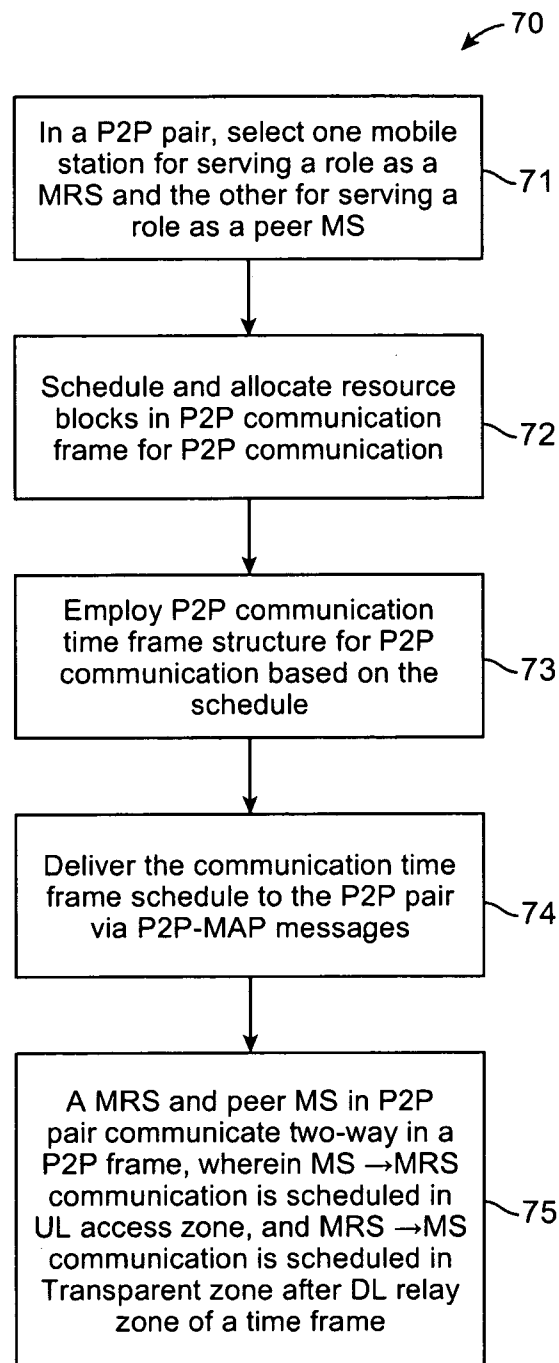 70
In a P2P pair, select one mobile
station for serving a role as a
MRS and the other for serving a
role as a peer MS
71
Schedule and allocate resource
blocks in P2P communication
frame for P2P communication
72
Employ P2P communication
time frame structure for P2P
communication based on the
schedule
73
Deliver the communication time
frame schedule to the P2P pair
via P2P-MAP messages
74
A MRS and peer MS in P2P
pair communicate two-way in a
P2P frame, wherein MS →MRS
communication is scheduled in
UL access zone, and MRS →MS
communication is scheduled in
Transparent zone after DL relay
zone of a time frame
75